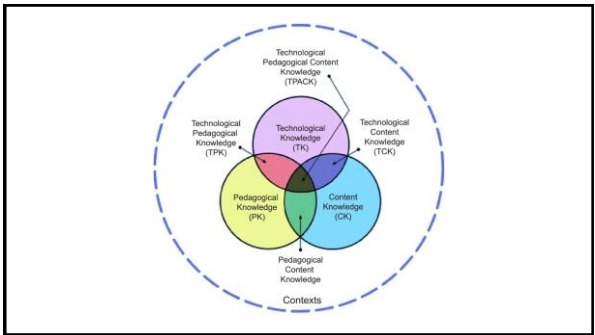 Technological
Pedagogical Content
Knowledge
(TPACK)
Technological
Pedagogical
Knowledge
(TPK)
Technological
Knowledge
(TK)
Technological
Content
Knowledge
(TCK)
Pedagogical
Knowledge
(PK)
Content
Knowledge
(CK)
Pedagogical
Content
Knowledge
Contexts